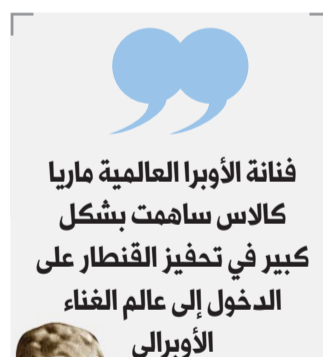 فنانة الأوبرا العالمية ماريا
كالاس ساهمت بشكل
كبير في تحفيز القنطار على
الدخول إلى عالم الغناء
الأوبرالي